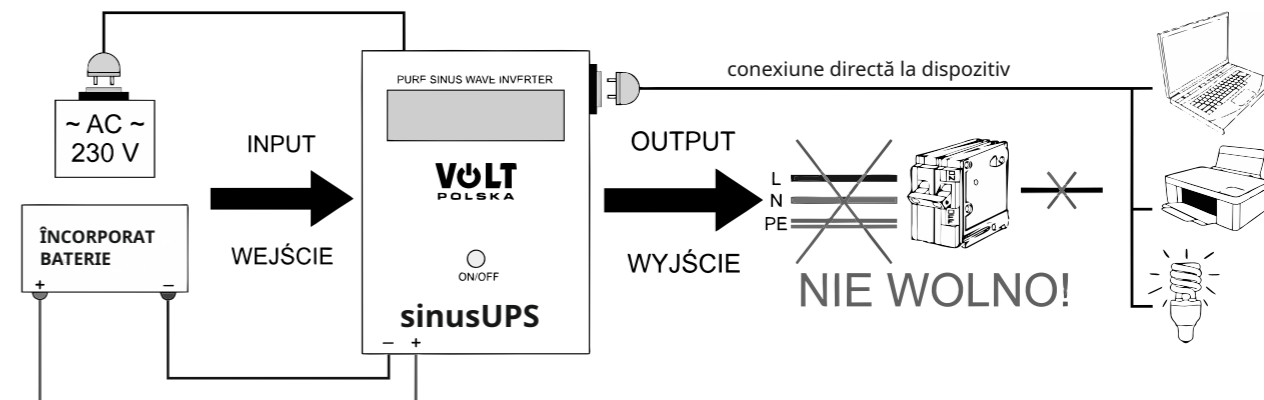 ~ AC ~
230 V
ÎNCORPORAT
BATERIE
+ −
INPUT
WEJŚCIE
PURE SINUS WAVE INVERTER
VOLT
POLSKA
ON/OFF
sinusUPS
− +
conexiune directă la dispozitiv
OUTPUT
WYJŚCIE
L
N
PE
NIE WOLNO!